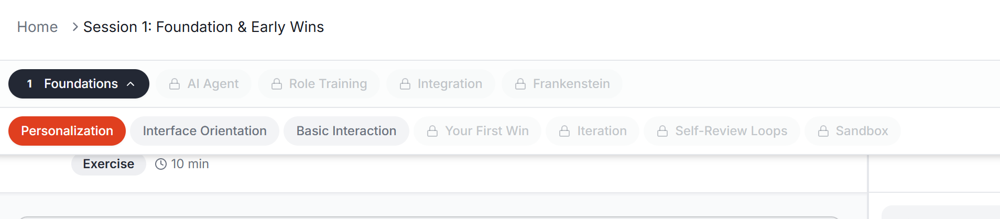 Home > Session 1: Foundation & Early Wins
1 Foundations AI Agent Role Training Integration Frankenstein
Personalization Interface Orientation Basic Interaction Your First Win Iteration Self-Review Loops Sandbox
Exercise 10 min